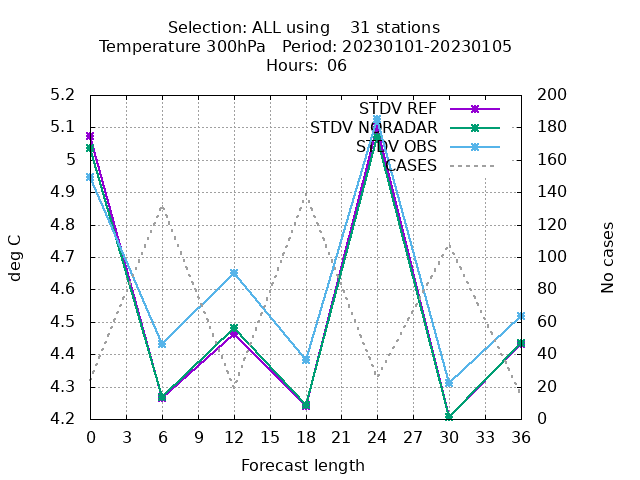 Selection: ALL using 31 stations
Temperature 300hPa Period: 20230101-20230105
Hours: 06
5.2
5.1
5
4.9
4.8
4.7
4.6
4.5
4.4
4.3
4.2
deg C
STDV REF
STDV NORADAR
STDV OBS
CASES
200
180
160
140
120
100
80
60
40
20
0
No cases
0 3 6 9 12 15 18 21 24 27 30 33 36
Forecast length